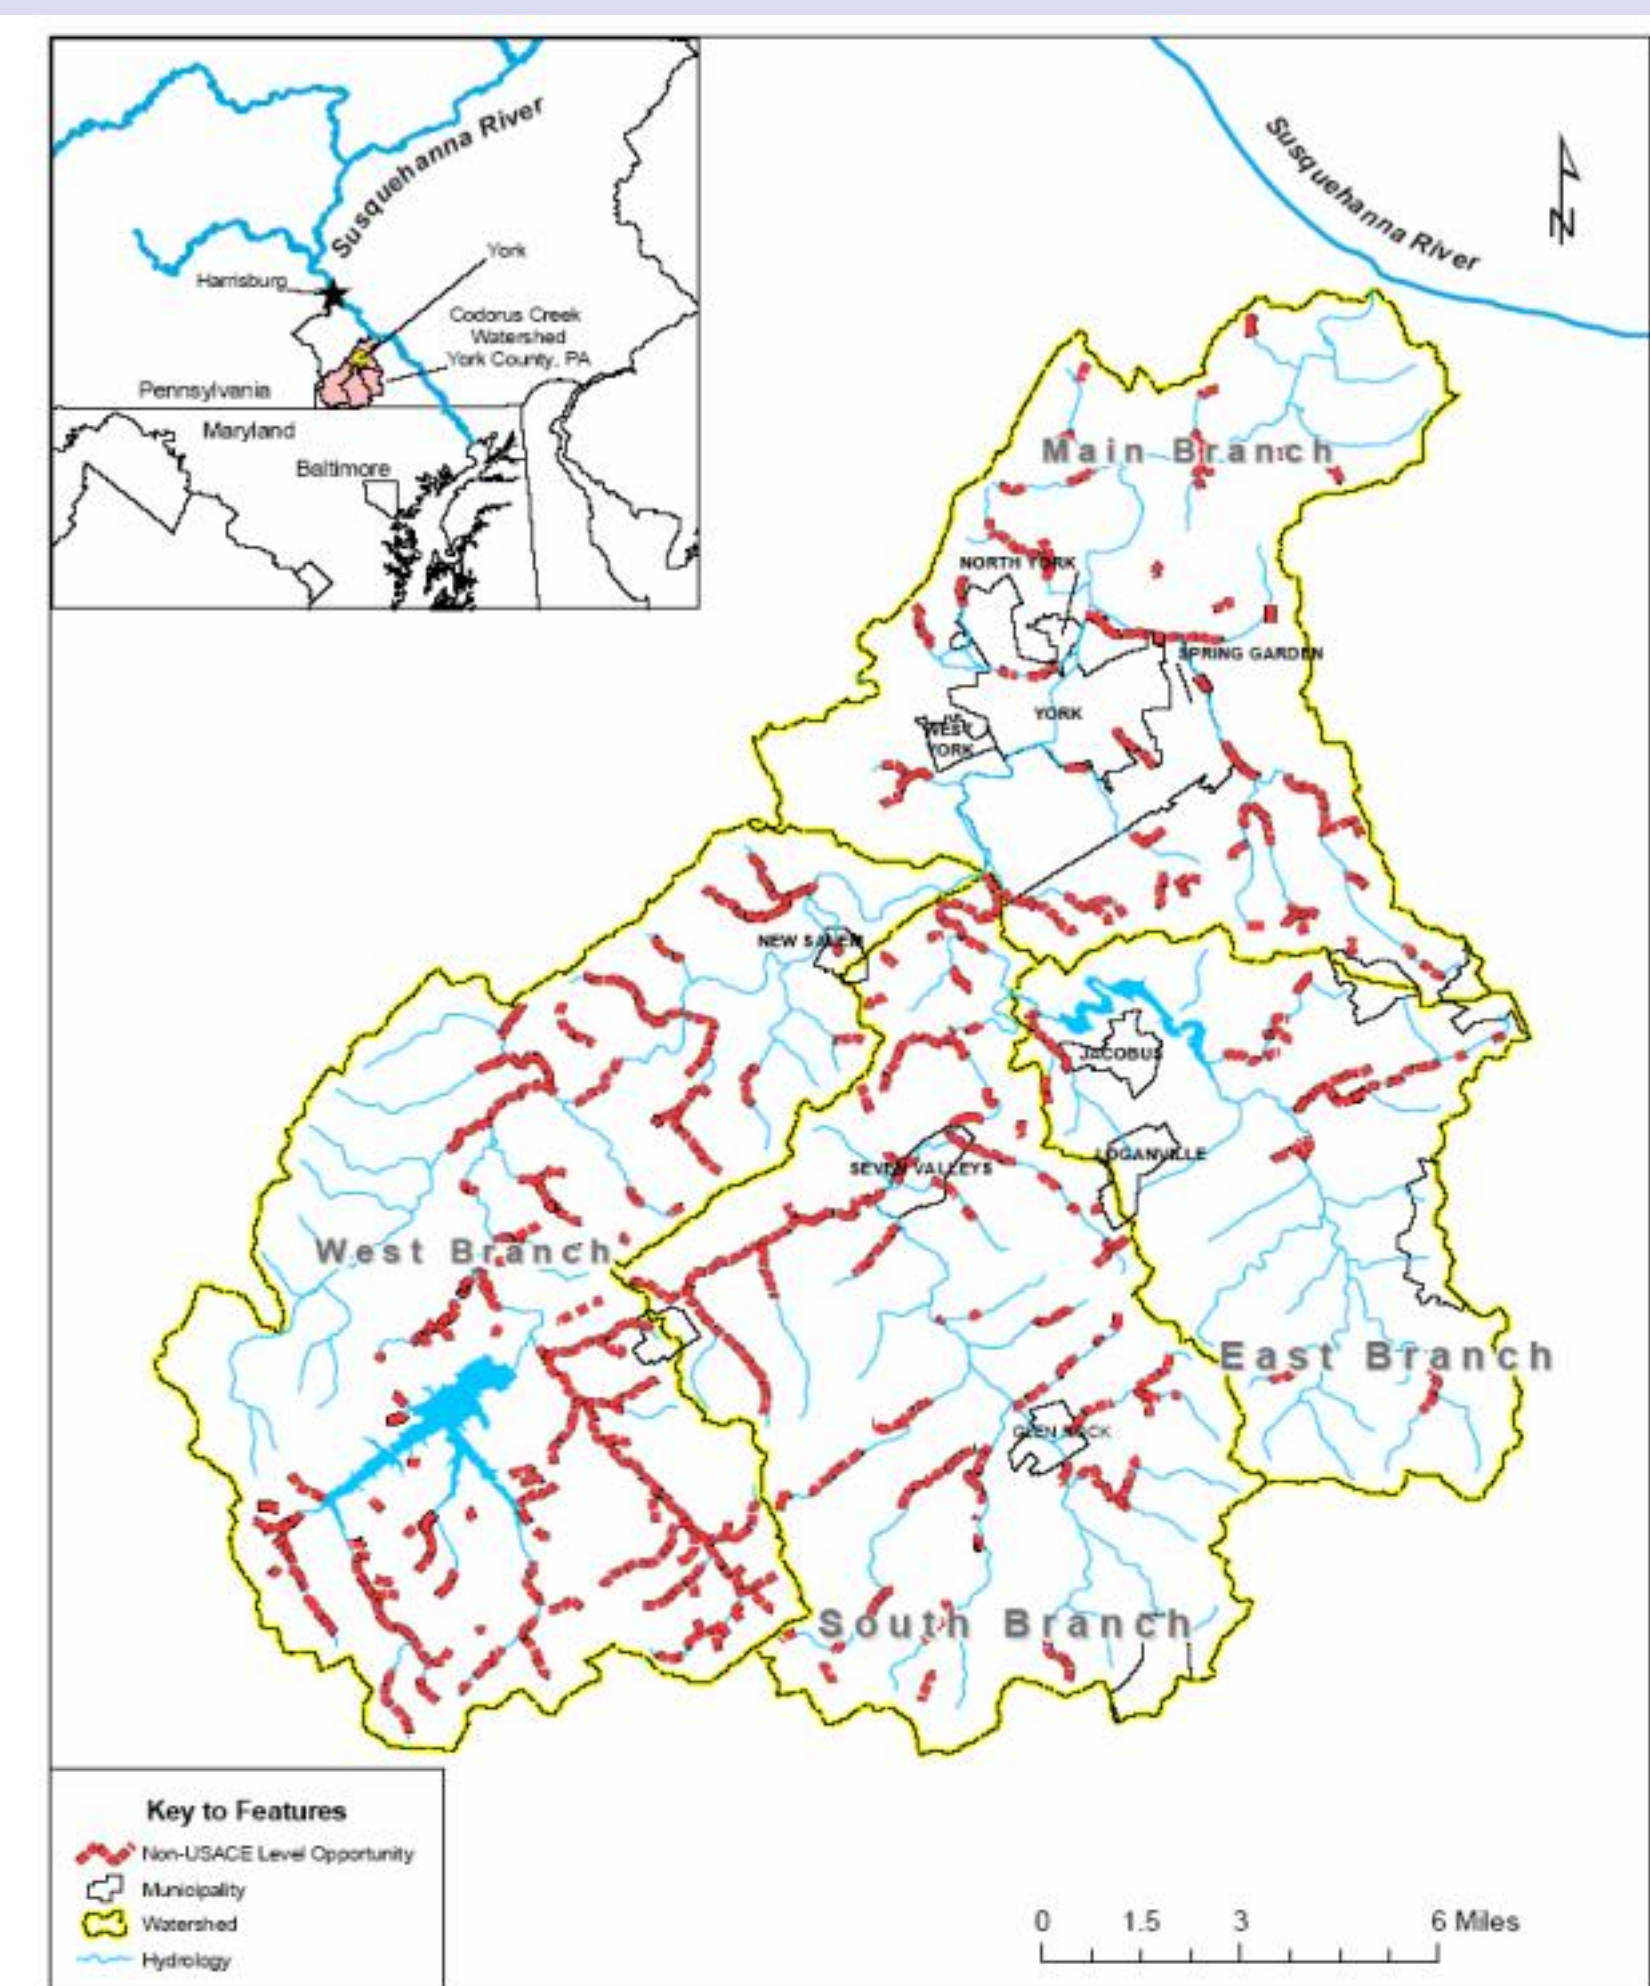 Susquehanna River
York
Harrisburg
Codorus Creek
Watershed
York County, PA
Pennsylvania
Maryland
Baltimore
Susquehanna River
N
Main Branch
NORTH YORK
SPRING GARDEN
YORK
WEST
YORK
NEW SALEM
JACOBUS
LOGANVILLE
SEVEN VALLEYS
West Branch
East Branch
GLEN ROCK
South Branch
Key to Features
Non-USACE Level Opportunity
Municipality
Watershed
Hydrology
0 1.5 3 6 Miles